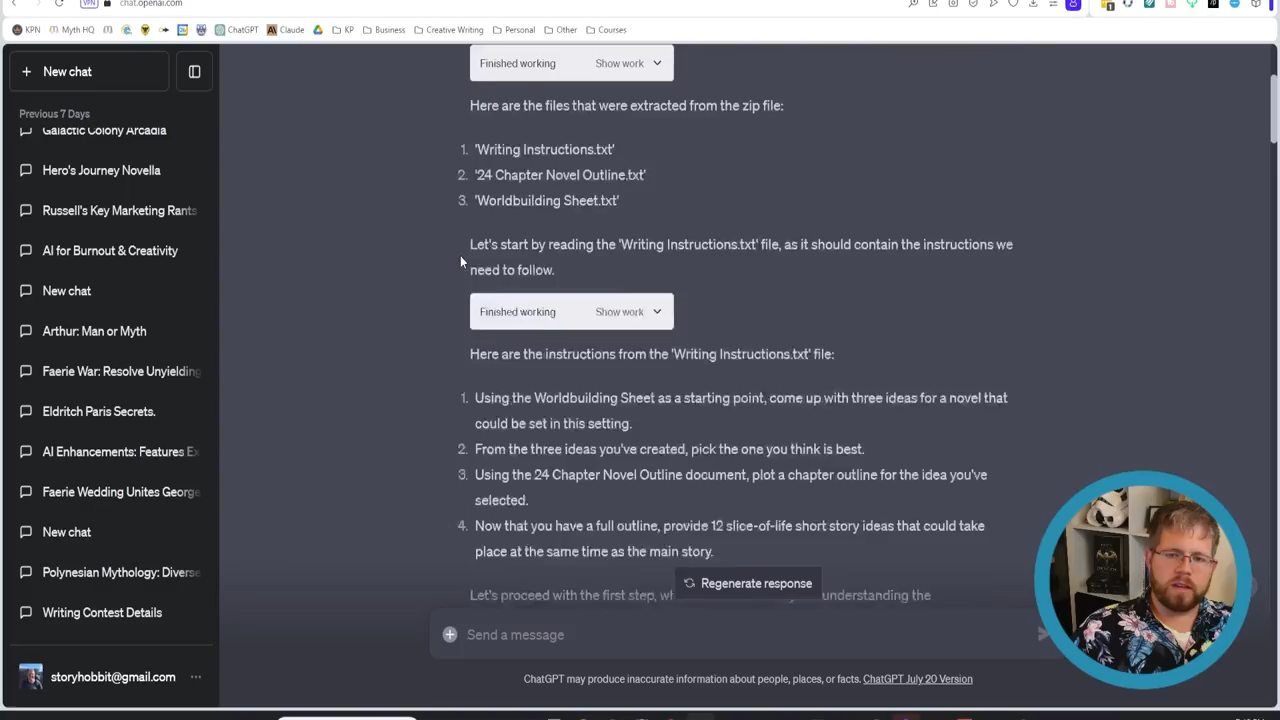 VPN
chat.openai.com
KPN
Myth HQ
ChatGPT
Claude
KP
Business
Creative Writing
Personal
Other
Courses
New chat
Previous 7 Days
Galactic Colony Arcadia
Hero's Journey Novella
Russell's Key Marketing Rants
AI for Burnout & Creativity
New chat
Arthur: Man or Myth
Faerie War: Resolve Unyielding
Eldritch Paris Secrets.
AI Enhancements: Features Ex
Faerie Wedding Unites George
New chat
Polynesian Mythology: Diverse
Writing Contest Details
storyhobbit@gmail.com
Finished working Show work
Here are the files that were extracted from the zip file:
1. 'Writing Instructions.txt'
2. '24 Chapter Novel Outline.txt'
3. 'Worldbuilding Sheet.txt'
Let's start by reading the 'Writing Instructions.txt' file, as it should contain the instructions we
need to follow.
Finished working Show work
Here are the instructions from the 'Writing Instructions.txt' file:
1. Using the Worldbuilding Sheet as a starting point, come up with three ideas for a novel that
could be set in this setting.
2. From the three ideas you've created, pick the one you think is best.
3. Using the 24 Chapter Novel Outline document, plot a chapter outline for the idea you've
selected.
4. Now that you have a full outline, provide 12 slice-of-life short story ideas that could take
place at the same time as the main story.
Let's proceed with the first step, understanding the
Regenerate response
Send a message
ChatGPT may produce inaccurate information about people, places, or facts. ChatGPT July 20 Version